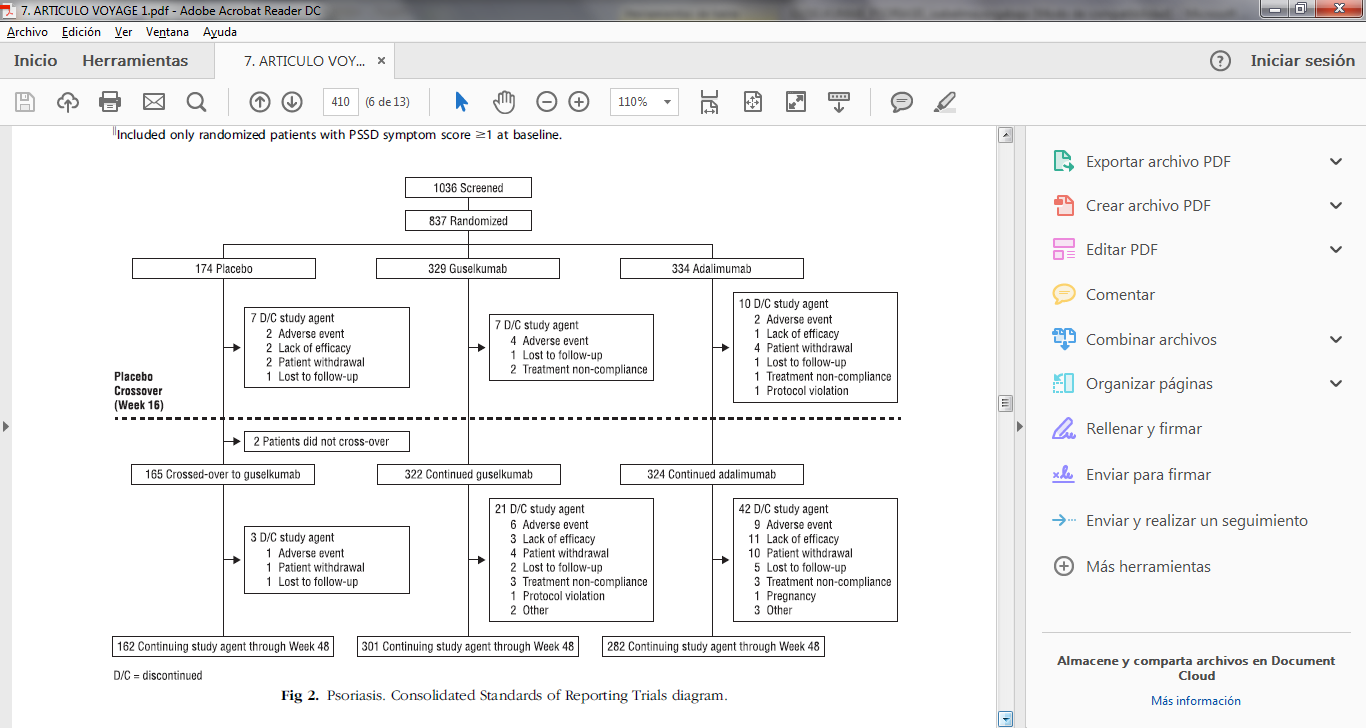 7. ARTICULO VOYAGE 1.pdf - Adobe Acrobat Reader DC
Archivo Edición Ver Ventana Ayuda
Inicio Herramientas 7. ARTICULO VOY... × ? Iniciar sesión
410 (6 de 13) 110%
||Included only randomized patients with PSSD symptom score ≥1 at baseline.
1036 Screened
837 Randomized
174 Placebo
329 Guselkumab
334 Adalimumab
7 D/C study agent
2 Adverse event
2 Lack of efficacy
2 Patient withdrawal
1 Lost to follow-up
7 D/C study agent
4 Adverse event
1 Lost to follow-up
2 Treatment non-compliance
10 D/C study agent
2 Adverse event
1 Lack of efficacy
4 Patient withdrawal
1 Lost to follow-up
1 Treatment non-compliance
1 Protocol violation
Placebo
Crossover
(Week 16)
2 Patients did not cross-over
165 Crossed-over to guselkumab
322 Continued guselkumab
324 Continued adalimumab
3 D/C study agent
1 Adverse event
1 Patient withdrawal
1 Lost to follow-up
21 D/C study agent
6 Adverse event
3 Lack of efficacy
4 Patient withdrawal
2 Lost to follow-up
3 Treatment non-compliance
1 Protocol violation
2 Other
42 D/C study agent
9 Adverse event
11 Lack of efficacy
10 Patient withdrawal
5 Lost to follow-up
3 Treatment non-compliance
1 Pregnancy
3 Other
162 Continuing study agent through Week 48
301 Continuing study agent through Week 48
282 Continuing study agent through Week 48
D/C = discontinued
Fig 2. Psoriasis. Consolidated Standards of Reporting Trials diagram.
Exportar archivo PDF
Crear archivo PDF
Editar PDF
Comentar
Combinar archivos
Organizar páginas
Rellenar y firmar
Enviar para firmar
Enviar y realizar un seguimiento
Más herramientas
Almacene y comparta archivos en Document
Cloud
Más información